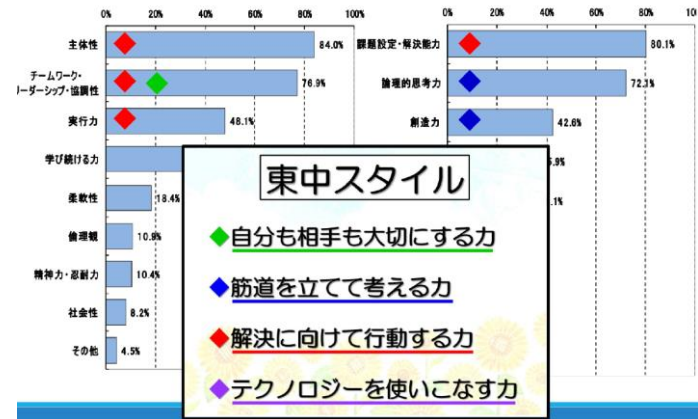 0% 20% 40% 60% 80% 100%
主体性 84.0%
チームワーク・
リーダーシップ・協調性 76.9%
実行力 48.1%
学び続ける力
柔軟性 18.4%
倫理観
精神力・忍耐力 10.4%
社会性 8.2%
その他 4.5%
0% 20% 40% 60% 80%
課題設定・解決能力 80.1%
論理的思考力
創造力 42.6%
東中スタイル
自分も相手も大切にする力
筋道を立てて考える力
解決に向けて行動する力
テクノロジーを使いこなす力